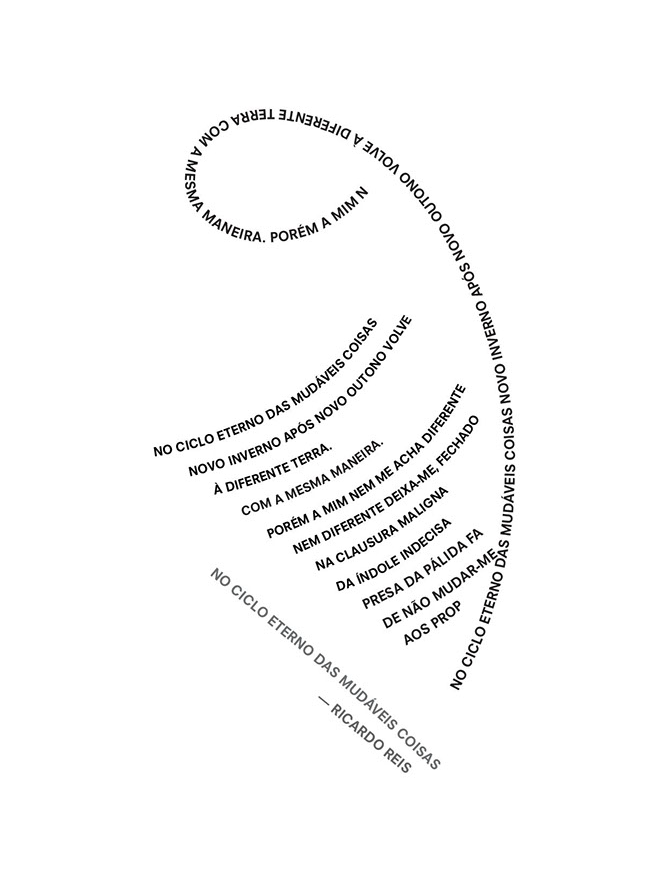 NO CICLO ETERNO DAS MUDÁVEIS COISAS NOVO INVERNO APÓS NOVO OUTONO VOLVE À DIFERENTE TERRA COM A MESMA MANEIRA. PORÉM A MIM N
NO CICLO ETERNO DAS MUDÁVEIS COISAS
NOVO INVERNO APÓS NOVO OUTONO VOLVE
À DIFERENTE TERRA.
COM A MESMA MANEIRA.
PORÉM A MIM NEM ME ACHA DIFERENTE
NEM DIFERENTE DEIXA-ME, FECHADO
NA CLAUSURA MALIGNA
DA ÍNDOLE INDECISA
PRESA DA PÁLIDA FA
DE NÃO MUDAR-ME
AOS PROP
NO CICLO ETERNO DAS MUDÁVEIS COISAS
— RICARDO REIS